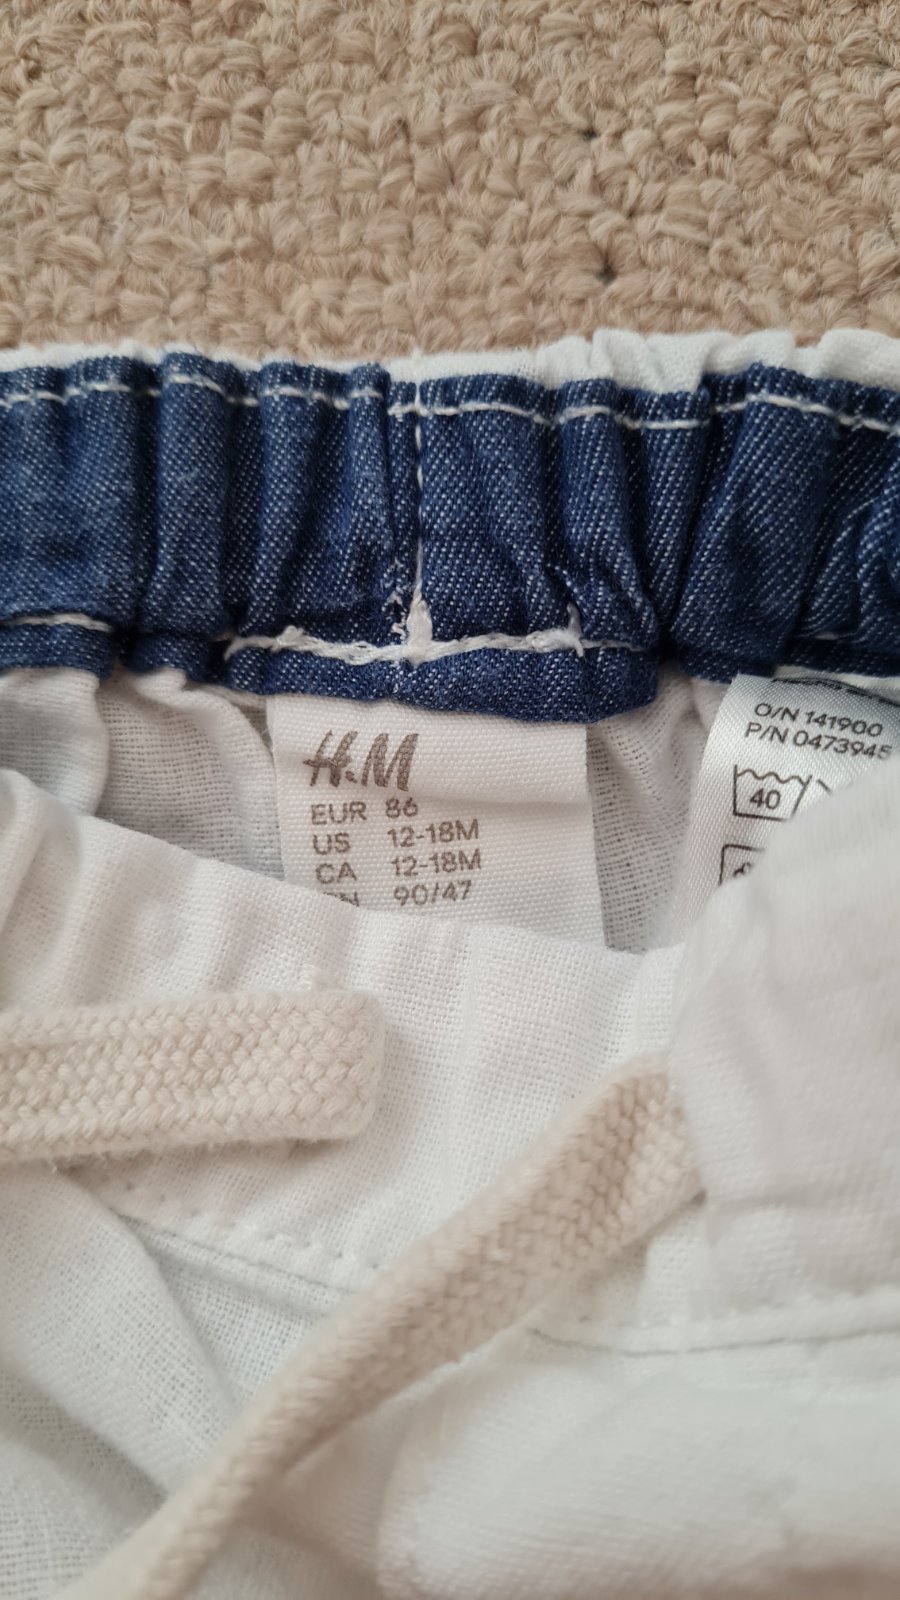 H&M
EUR 86
US 12-18M
CA 12-18M
90/47
O/N 141900
P/N 0473945
40